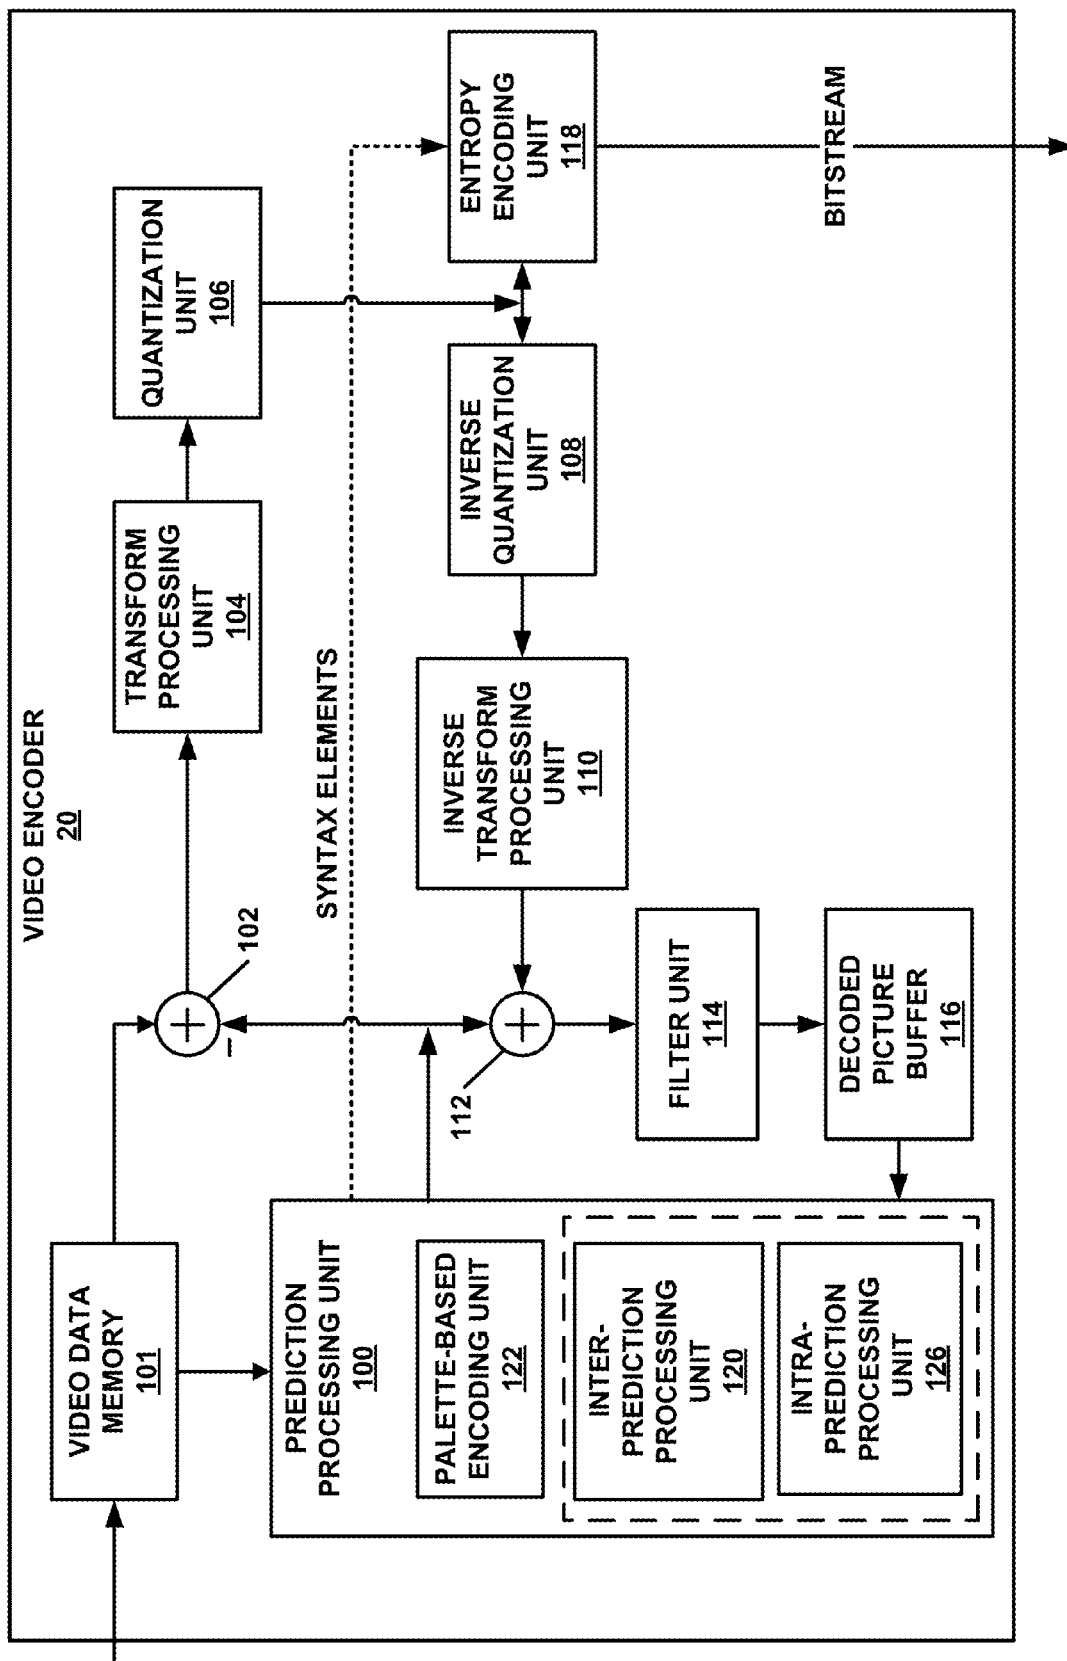 VIDEO ENCODER
20
VIDEO DATA
MEMORY
101
102
–
TRANSFORM
PROCESSING
UNIT
104
QUANTIZATION
UNIT
106
SYNTAX ELEMENTS
PREDICTION
PROCESSING UNIT
100
PALETTE-BASED
ENCODING UNIT
122
INTER-
PREDICTION
PROCESSING
UNIT
120
INTRA-
PREDICTION
PROCESSING
UNIT
126
112
INVERSE
TRANSFORM
PROCESSING
UNIT
110
INVERSE
QUANTIZATION
UNIT
108
ENTROPY
ENCODING
UNIT
118
FILTER UNIT
114
DECODED
PICTURE
BUFFER
116
BITSTREAM